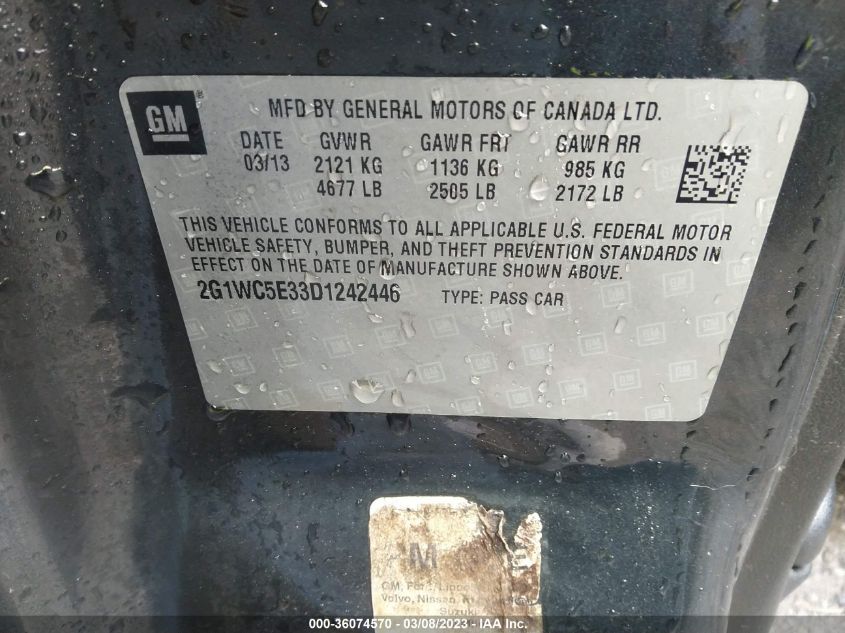 GM®
MFD BY GENERAL MOTORS OF CANADA LTD.
DATE GVWR GAWR FRT GAWR RR
03/13 2121 KG 1136 KG 985 KG
4677 LB 2505 LB 2172 LB
THIS VEHICLE CONFORMS TO ALL APPLICABLE U.S. FEDERAL MOTOR
VEHICLE SAFETY, BUMPER, AND THEFT PREVENTION STANDARDS IN
EFFECT ON THE DATE OF MANUFACTURE SHOWN ABOVE.
2G1WC5E33D1242446 TYPE: PASS CAR
GM, Ford,
Volvo, Nissan,
Suzuki
000-36074570 - 03/08/2023 - IAA Inc.